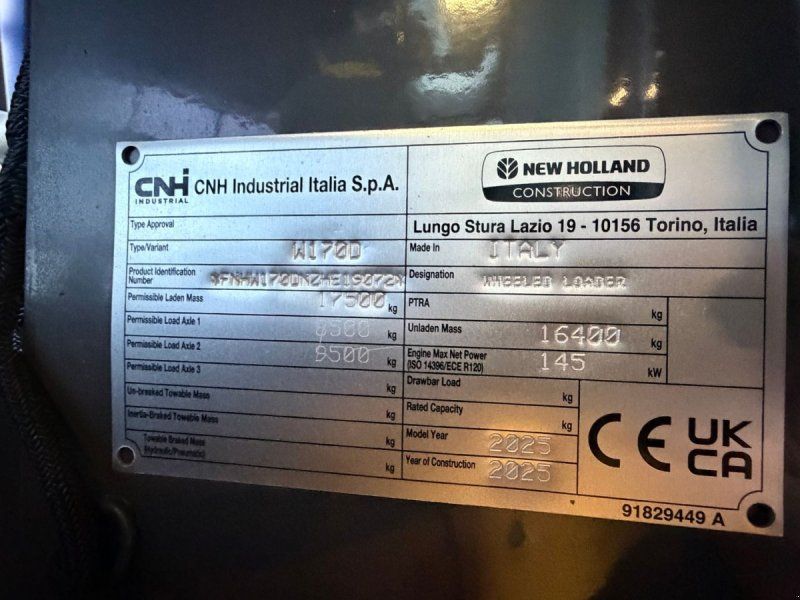 CNH
INDUSTRIAL
CNH Industrial Italia S.p.A.
NEW HOLLAND
CONSTRUCTION
Type Approval
Lungo Stura Lazio 19 - 10156 Torino, Italia
Type/Variant W170D
Made in ITALY
Product Identification
Number
Designation WHEELED LOADER
Permissible Laden Mass 17500 kg
PTRA kg
Permissible Load Axle 1 kg
Unladen Mass 16400 kg
Permissible Load Axle 2 9500 kg
Engine Max Net Power
(ISO 14396/ECE R120) 145 kW
Permissible Load Axle 3 kg
Drawbar Load kg
Un-braked Towable Mass kg
Rated Capacity kg
Inertia-Braked Towable Mass kg
Model Year 2025
Towable Braked Mass
(Hydraulic/Pneumatic) kg
Year of Construction 2025
CE
UK
CA
91829449 A